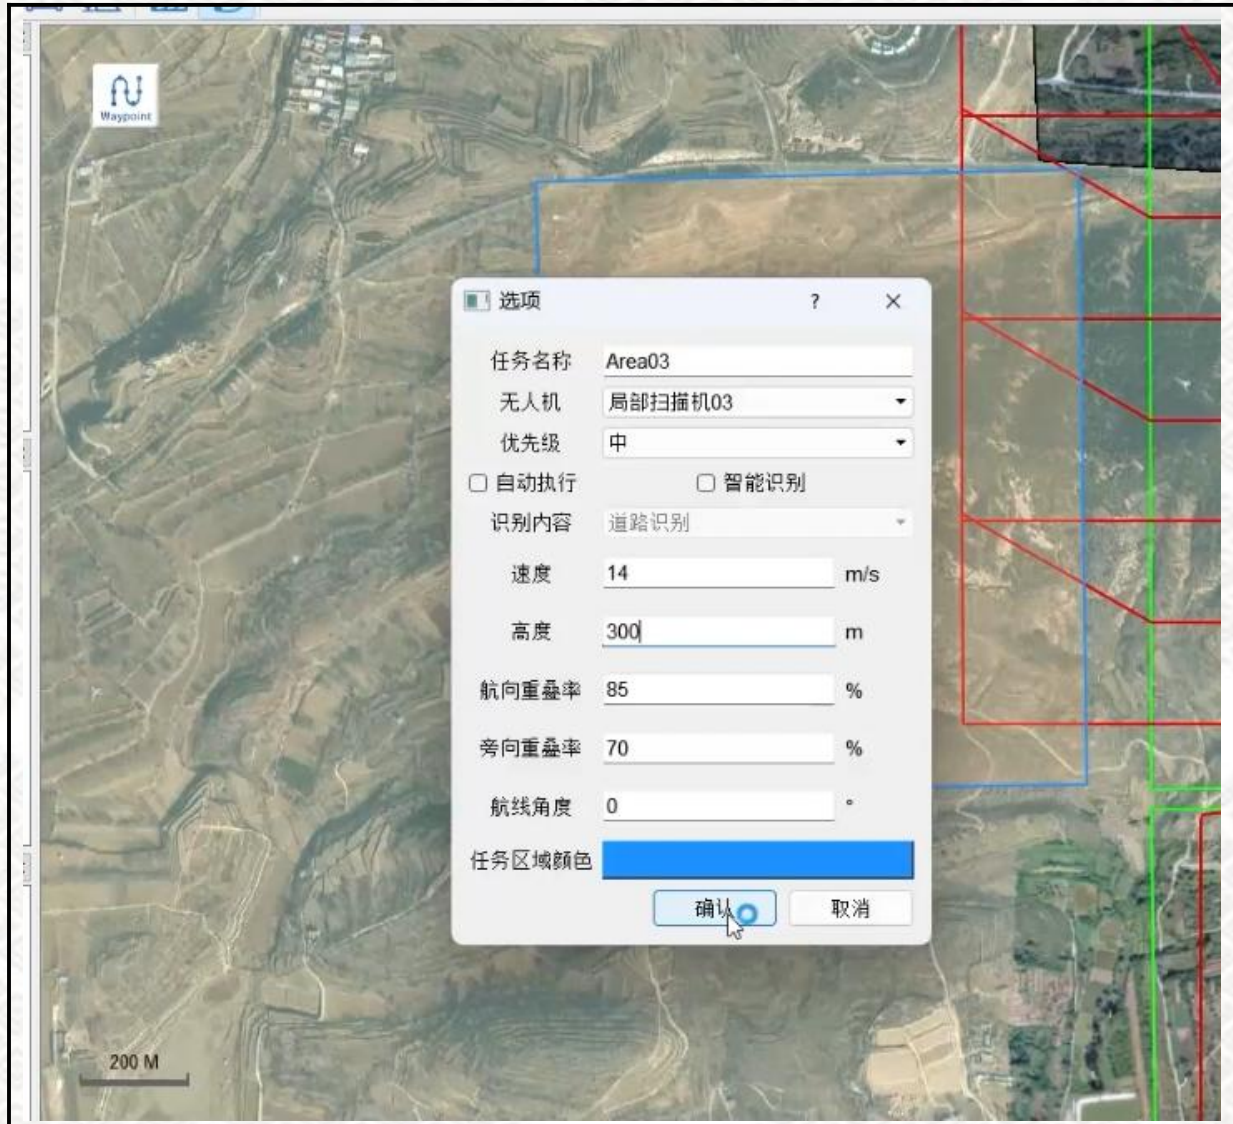 Waypoint
选项
?
任务名称 Area03
无人机 局部扫描机03
优先级 中
自动执行 智能识别
识别内容 道路识别
速度 14 m/s
高度 300 m
航向重叠率 85 %
旁向重叠率 70 %
航线角度 0 °
任务区域颜色
确认 取消
200 M